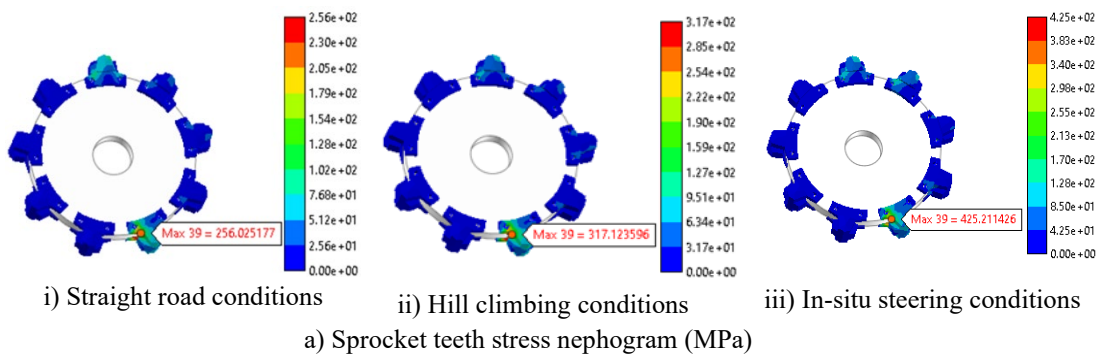 2.56e + 02
2.30e + 02
2.05e + 02
1.79e + 02
1.54e + 02
1.28e + 02
1.02e + 02
7.68e + 01
5.12e + 01
2.56e + 01
0.00e + 00
Max 39 = 256.025177
i) Straight road conditions
3.17e + 02
2.85e + 02
2.54e + 02
2.22e + 02
1.90e + 02
1.59e + 02
1.27e + 02
9.51e + 01
6.34e + 01
3.17e + 01
0.00e + 00
Max 39 = 317.123596
ii) Hill climbing conditions
4.25e + 02
3.83e + 02
3.40e + 02
2.98e + 02
2.55e + 02
2.13e + 02
1.70e + 02
1.28e + 02
8.50e + 01
4.25e + 01
0.00e + 00
Max 39 = 425.211426
iii) In-situ steering conditions
a) Sprocket teeth stress nephogram (MPa)